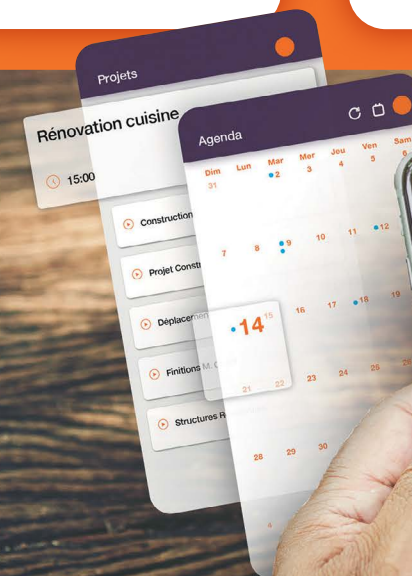 Projets
Rénovation cuisine
15:00
Construction
Projet
Finitions M.
Structures
Agenda
Dim Lun Mar Mer Jeu Ven Sam
31 2 3 4 5 6
7 8 9 10 11 12
14 15 16 17 18 19
21 22 23 24 25
28 29 30
4